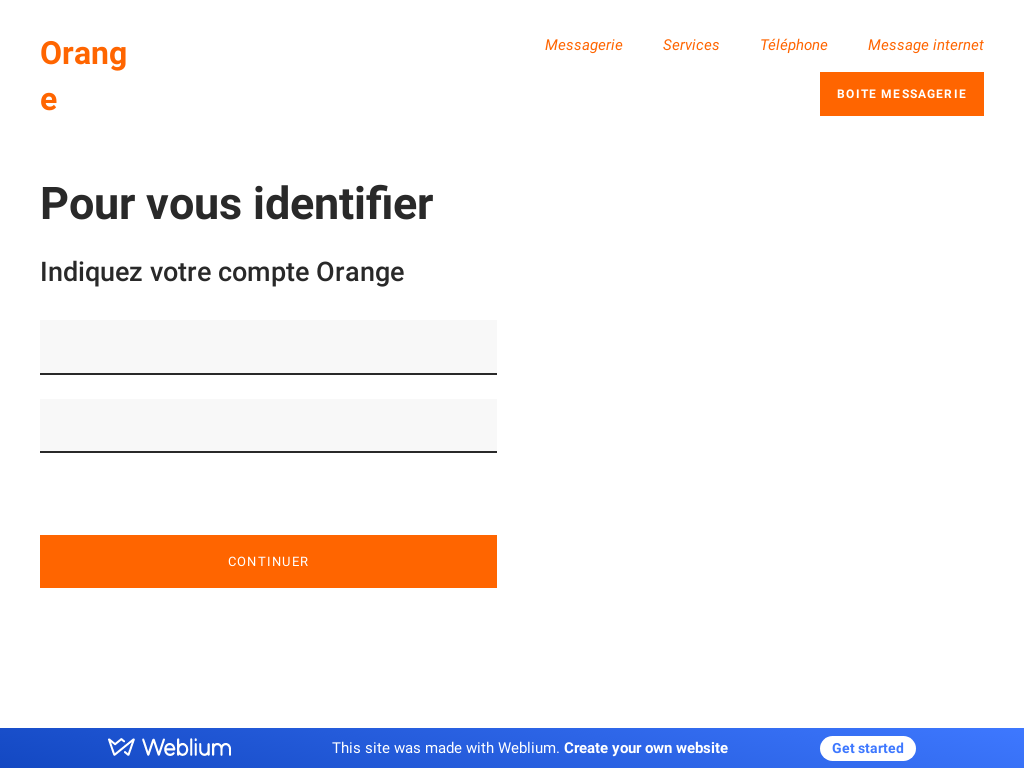 Orang
e
Messagerie Services Téléphone Message internet
BOITE MESSAGERIE
Pour vous identifier
Indiquez votre compte Orange
CONTINUER
Weblium This site was made with Weblium. Create your own website Get started